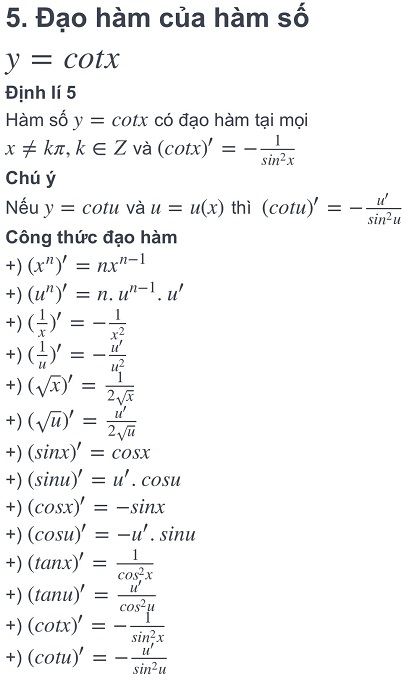 5. Đạo hàm của hàm số
y = cotx
Định lí 5
Hàm số y = cotx có đạo hàm tại mọi
x ≠ kπ, k ∈ Z và (cotx)′ = −1/sin²x
Chú ý
Nếu y = cotu và u = u(x) thì (cotu)′ = −u′/sin²u
Công thức đạo hàm
+) (xⁿ)′ = nxⁿ⁻¹
+) (uⁿ)′ = n. uⁿ⁻¹. u′
+) (1/x)′ = −1/x²
+) (1/u)′ = −u′/u²
+) (√x)′ = 1/2√x
+) (√u)′ = u′/2√u
+) (sinx)′ = cosx
+) (sinu)′ = u′. cosu
+) (cosx)′ = −sinx
+) (cosu)′ = −u′. sinu
+) (tanx)′ = 1/cos²x
+) (tanu)′ = u′/cos²u
+) (cotx)′ = −1/sin²x
+) (cotu)′ = −u′/sin²u